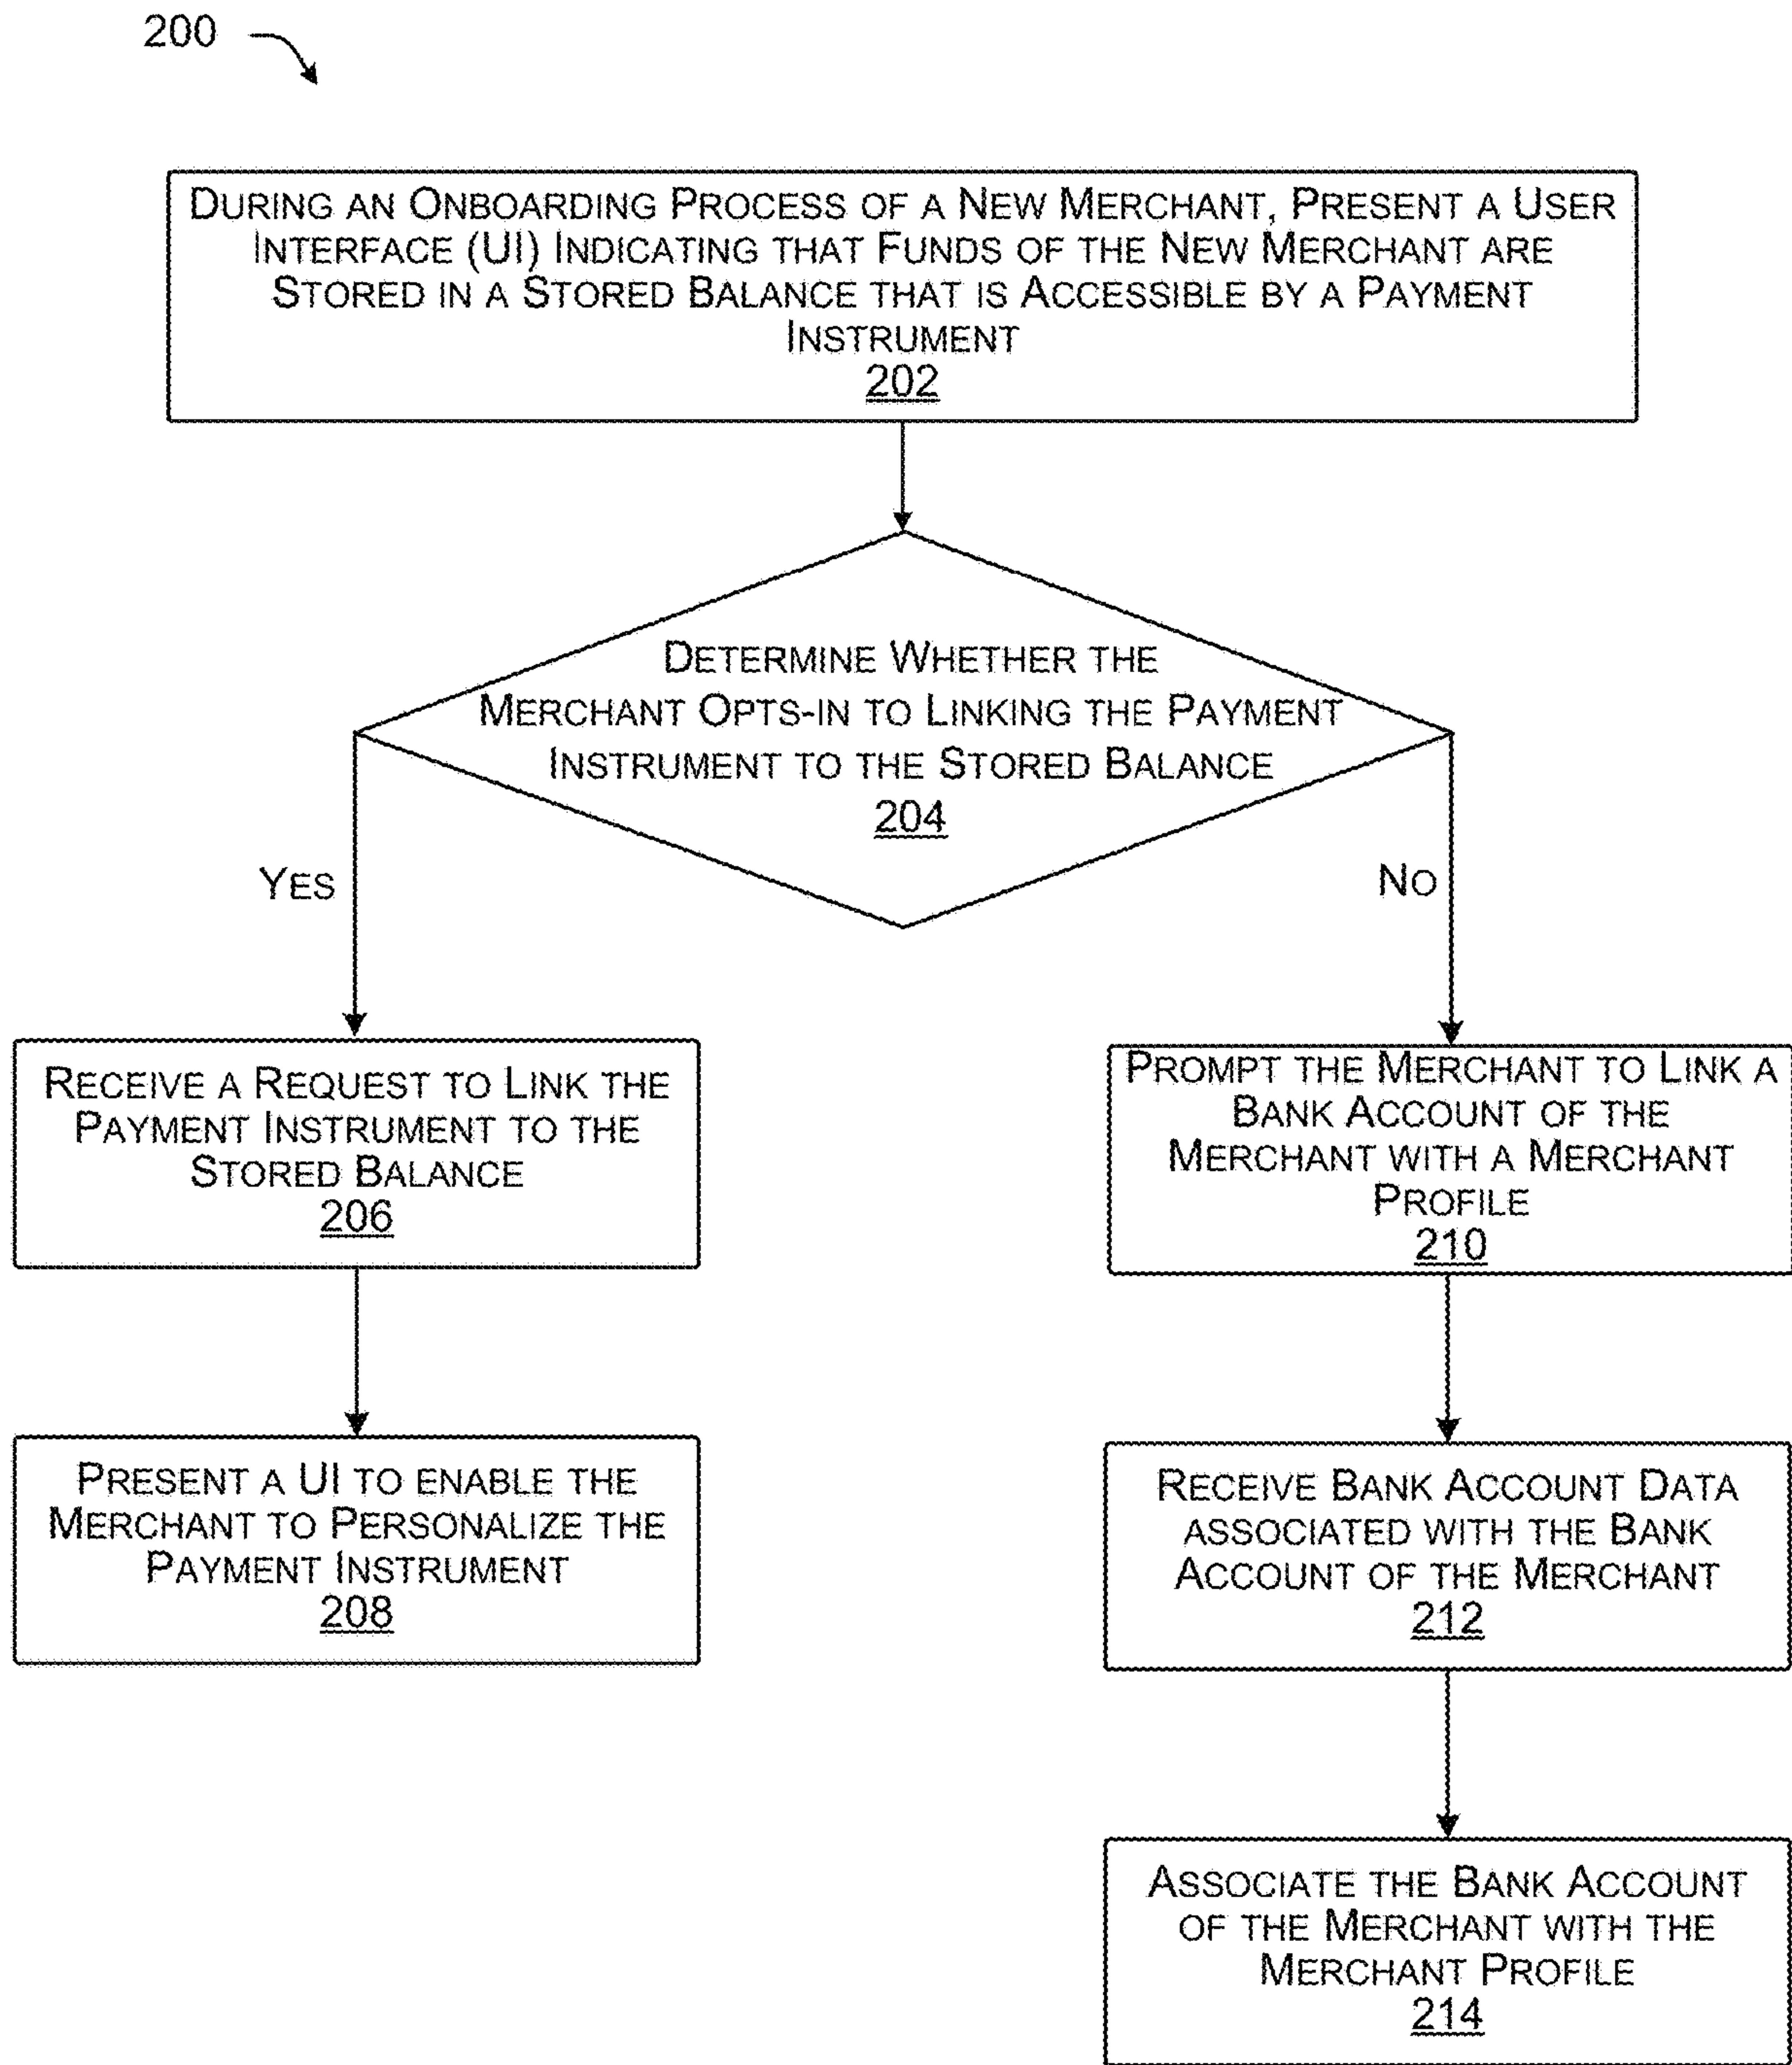 200
DURING AN ONBOARDING PROCESS OF A NEW MERCHANT, PRESENT A USER
INTERFACE (UI) INDICATING THAT FUNDS OF THE NEW MERCHANT ARE
STORED IN A STORED BALANCE THAT IS ACCESSIBLE BY A PAYMENT
INSTRUMENT
202
DETERMINE WHETHER THE
MERCHANT OPTS-IN TO LINKING THE PAYMENT
INSTRUMENT TO THE STORED BALANCE
204
YES
NO
RECEIVE A REQUEST TO LINK THE
PAYMENT INSTRUMENT TO THE
STORED BALANCE
206
PRESENT A UI TO ENABLE THE
MERCHANT TO PERSONALIZE THE
PAYMENT INSTRUMENT
208
PROMPT THE MERCHANT TO LINK A
BANK ACCOUNT OF THE
MERCHANT WITH A MERCHANT
PROFILE
210
RECEIVE BANK ACCOUNT DATA
ASSOCIATED WITH THE BANK
ACCOUNT OF THE MERCHANT
212
ASSOCIATE THE BANK ACCOUNT
OF THE MERCHANT WITH THE
MERCHANT PROFILE
214